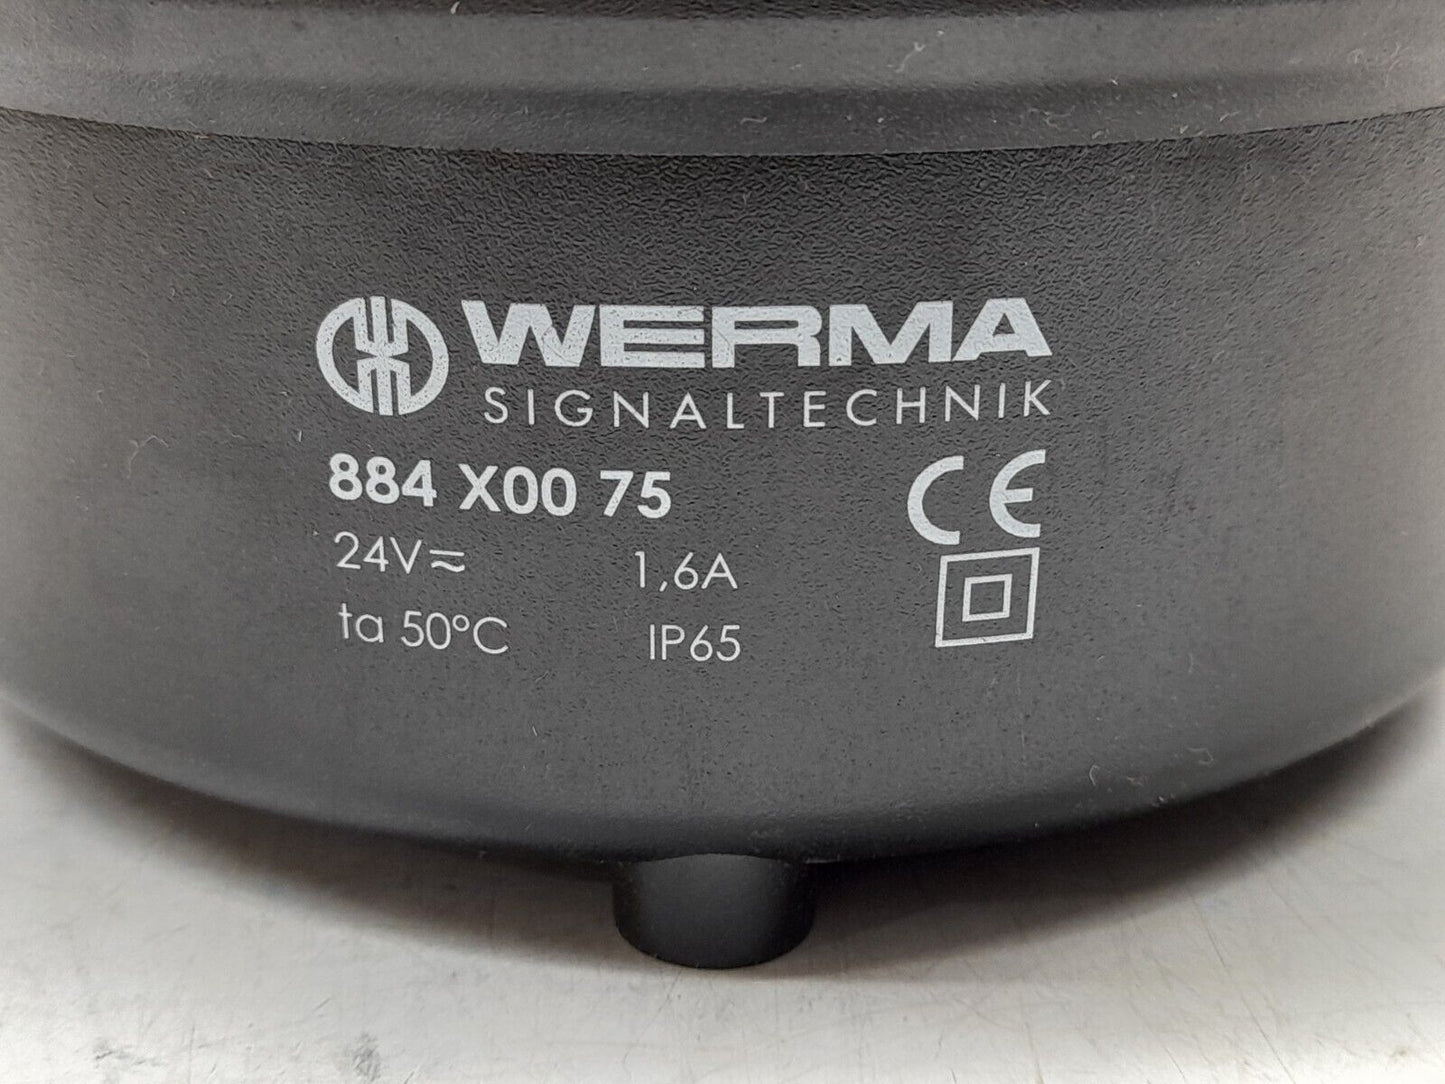 WERMA
SIGNALTECHNIK
884 X00 75
CE
24V⎓~ 1,6A
ta 50°C IP65